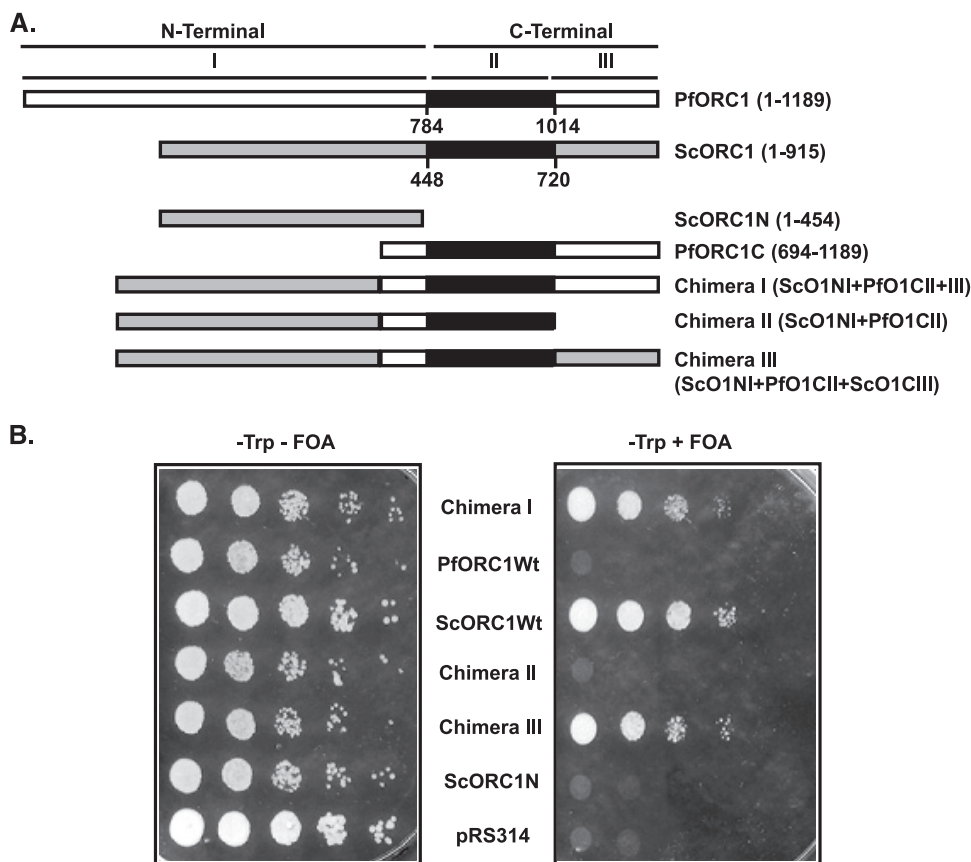 A.
N-Terminal
C-Terminal
I
II
III
PfORC1 (1-1189)
784
1014
ScORC1 (1-915)
448
720
ScORC1N (1-454)
PfORC1C (694-1189)
Chimera I (ScO1NI+PfO1CII+III)
Chimera II (ScO1NI+PfO1CII)
Chimera III
(ScO1NI+PfO1CII+ScO1CIII)
B.
-Trp - FOA
-Trp + FOA
Chimera I
PfORC1Wt
ScORC1Wt
Chimera II
Chimera III
ScORC1N
pRS314